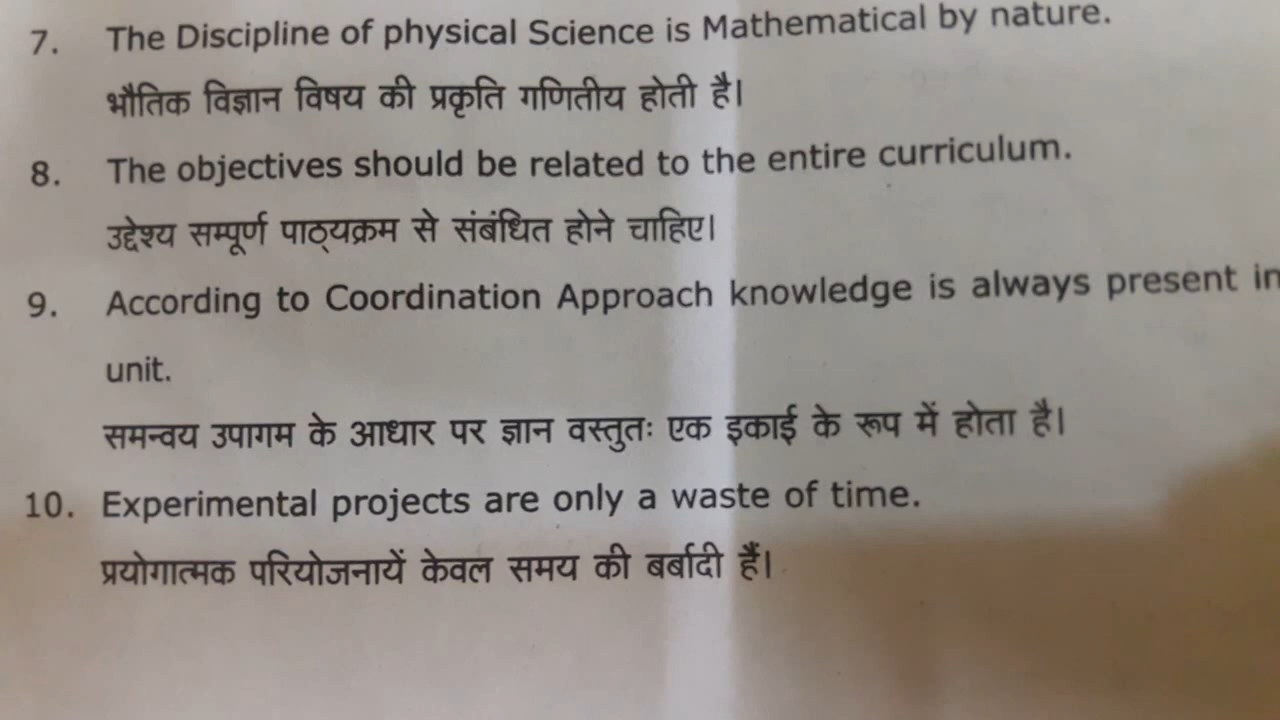 7. The Discipline of physical Science is Mathematical by nature.
भौतिक विज्ञान विषय की प्रकृति गणितीय होती है।
8. The objectives should be related to the entire curriculum.
उद्देश्य सम्पूर्ण पाठ्यक्रम से संबंधित होने चाहिए।
9. According to Coordination Approach knowledge is always present in
unit.
समन्वय उपागम के आधार पर ज्ञान वस्तुतः एक इकाई के रूप में होता है।
10. Experimental projects are only a waste of time.
प्रयोगात्मक परियोजनायें केवल समय की बर्बादी हैं।